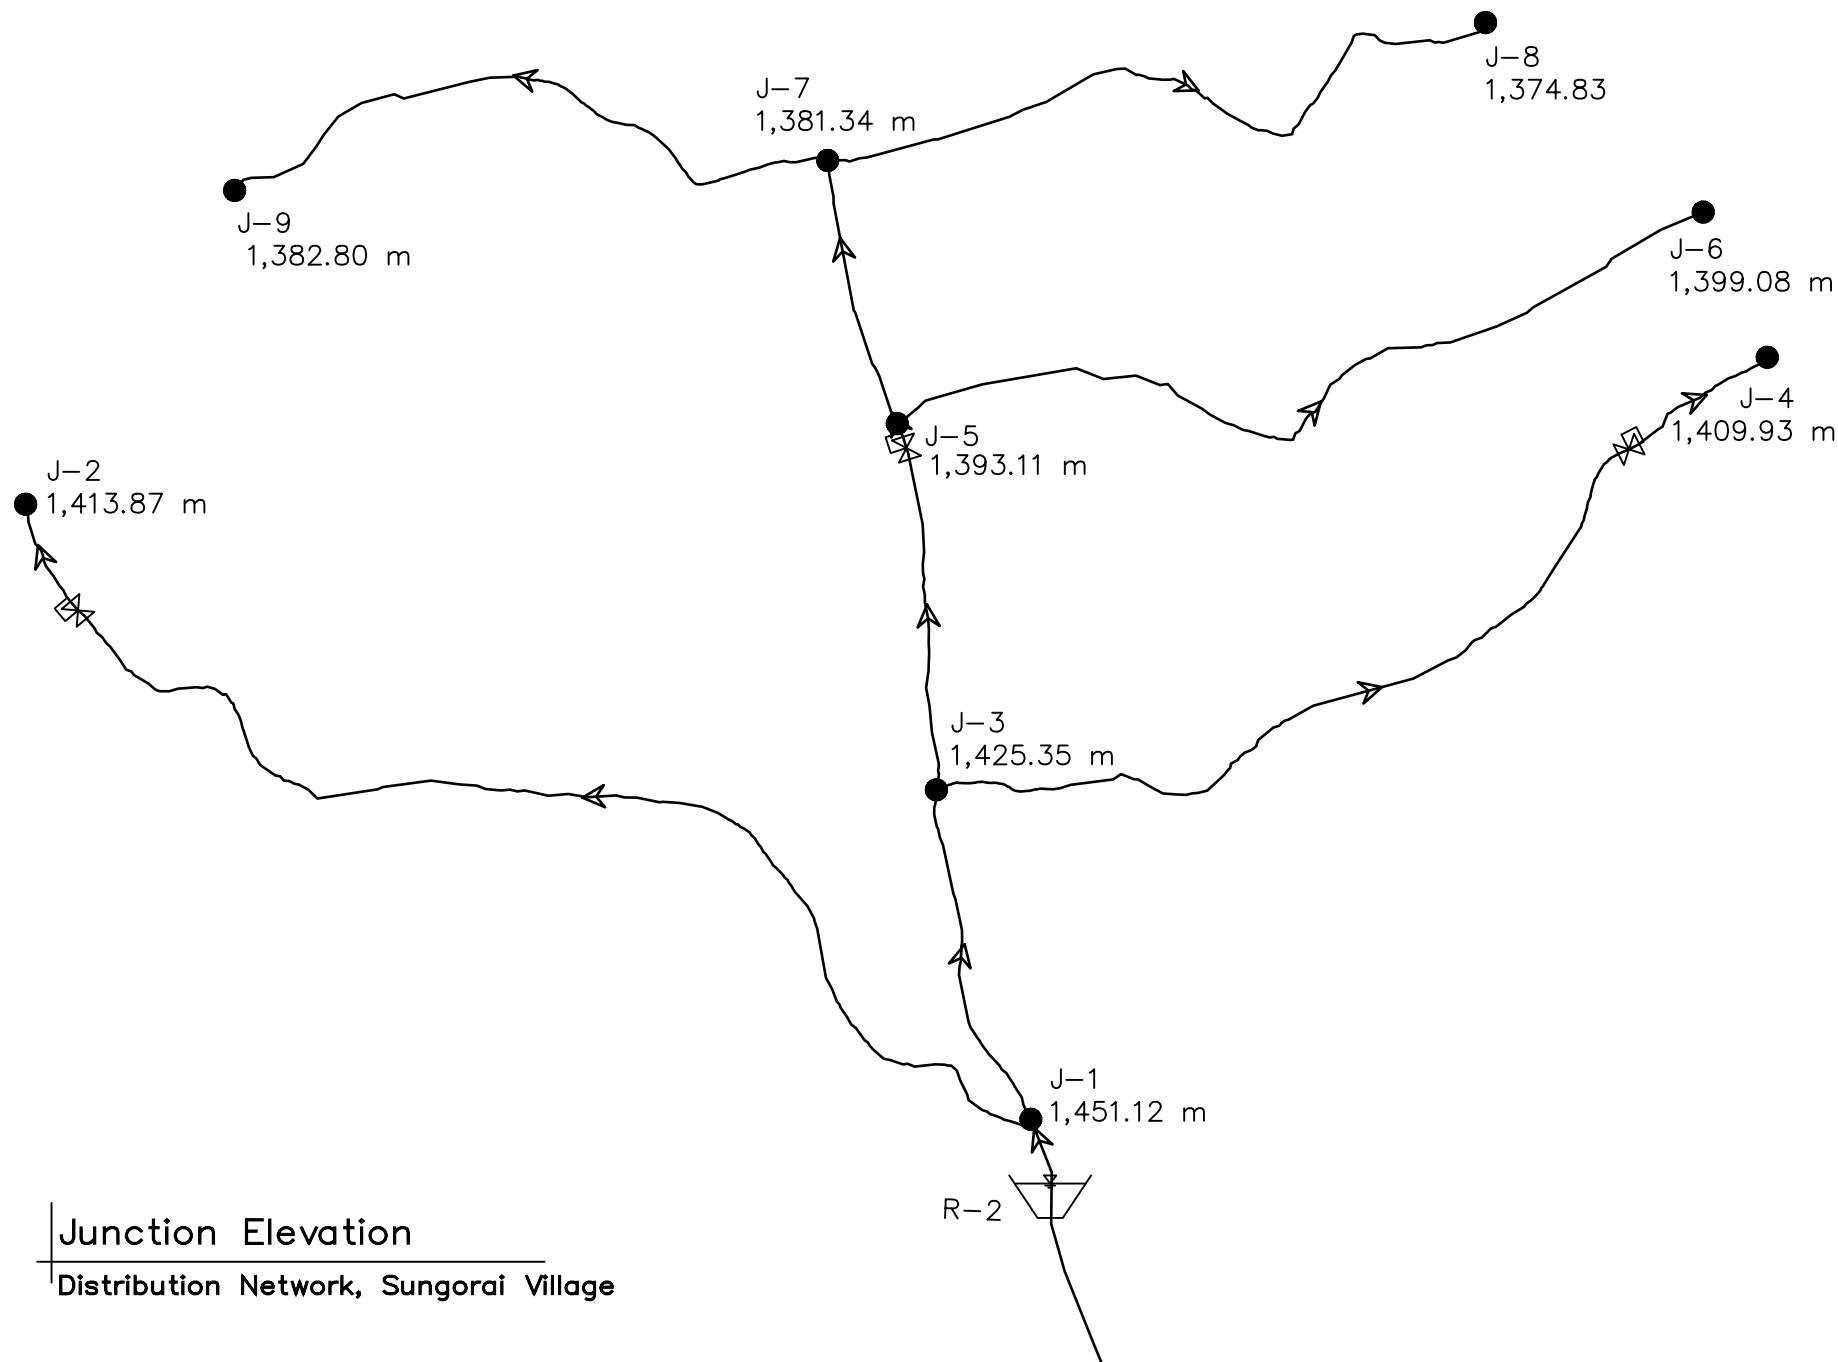 J-8
1,374.83
J-7
1,381.34 m
J-9
1,382.80 m
J-6
1,399.08 m
J-4
1,409.93 m
J-5
1,393.11 m
J-2
1,413.87 m
J-3
1,425.35 m
J-1
1,451.12 m
R-2
Junction Elevation
Distribution Network, Sungorai Village